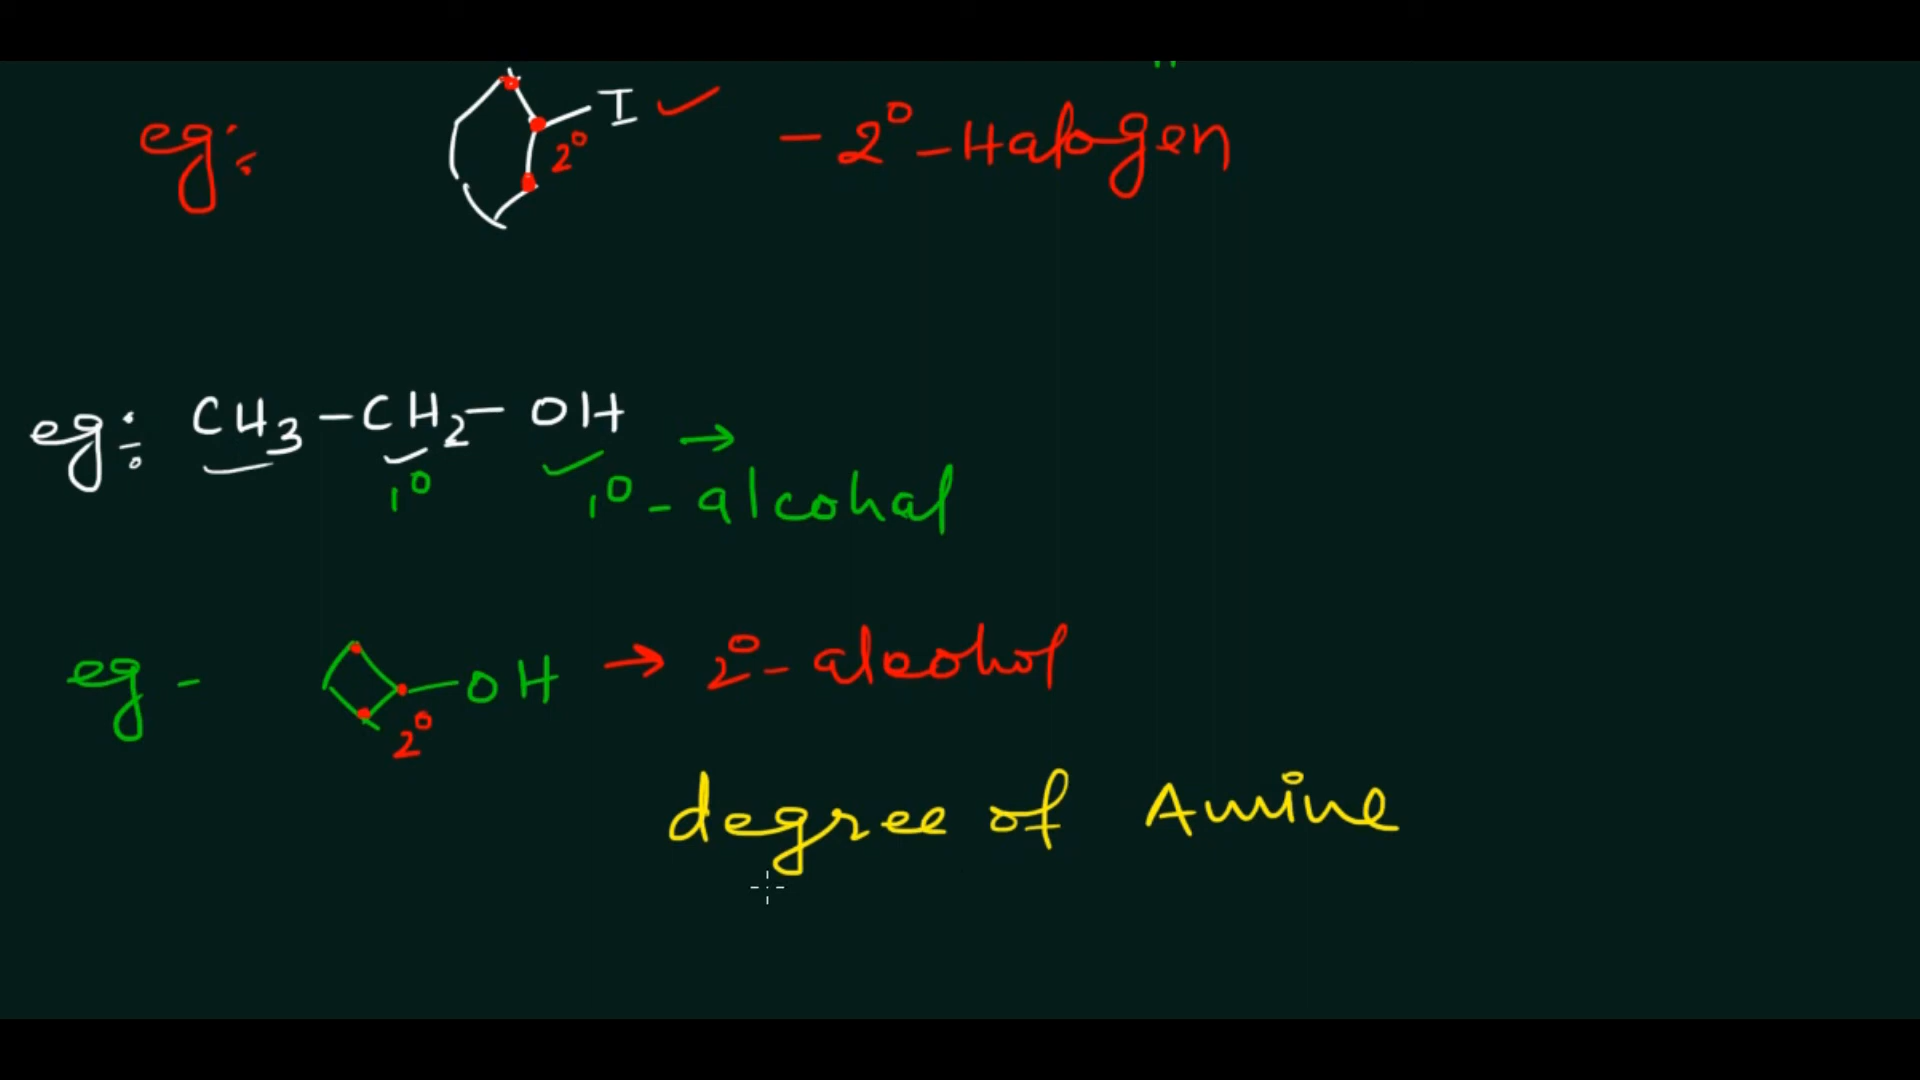 eg:
I
2°
- 2° - Halogen
eg: CH3 - CH2 - OH →
1°
1° - alcohal
eg - OH → 2° - alcohol
2°
degree of Amine